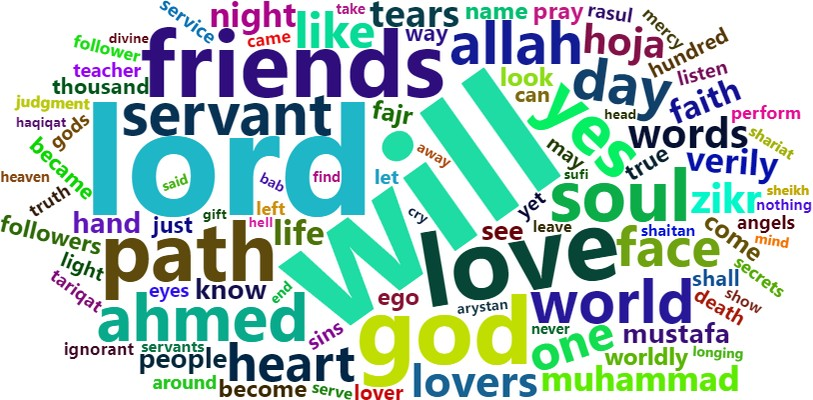 service
night
take
tears
name
pray
rasul
mercy
divine
came
like
way
allah
hoja
hundred
follower
friends
teacher
look
day
listen
thousand
can
faith
judgment
servant
fajr
head
perform
haqiqat
gods
lord
will
yes
words
shariat
became
away
may
true
verily
heaven
said
bab
find
let
sufi
soul
zikr
sheikh
truth
left
gift
hell
cry
yet
nothing
followers
hand
just
life
see
leave
shaitan
angels
light
path
love
face
come
mind
tariqat
eyes
know
end
ego
arystan
world
shall
secrets
show
death
ahmed
sins
god
never
one
mustafa
ignorant
servants
people
heart
worldly
longing
around
become
serve
lover
lovers
muhammad